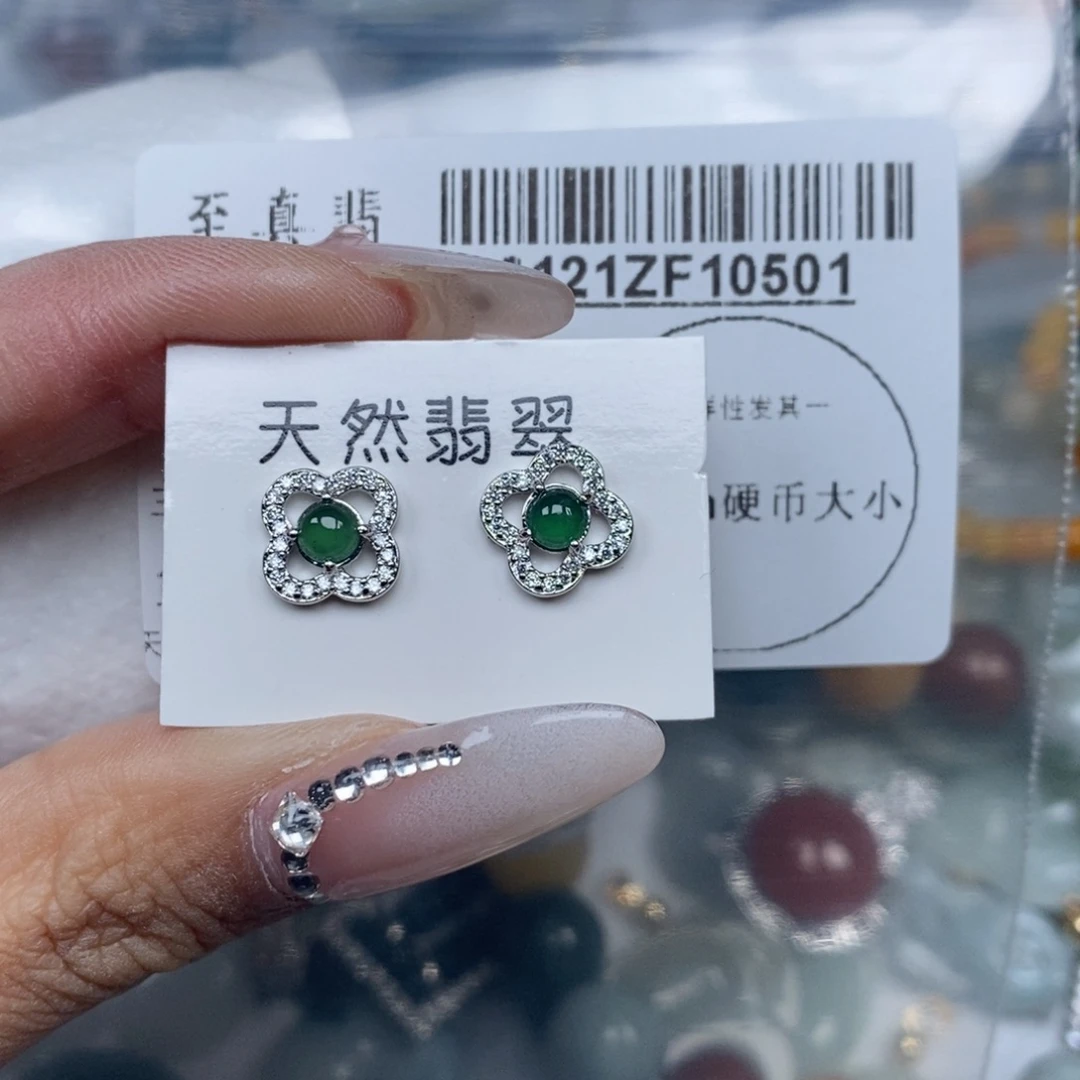 至真翡
121ZF10501
天然翡翠
性发其一
硬币大小